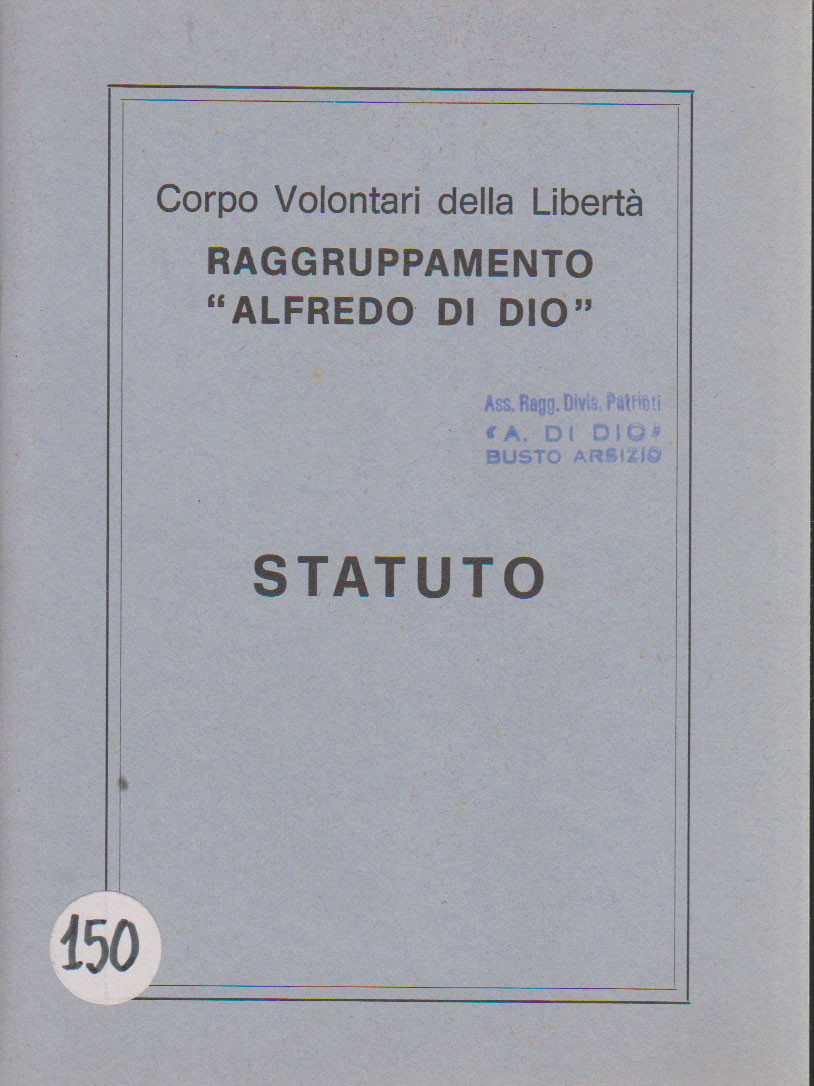 Corpo Volontari della Libertà
RAGGRUPPAMENTO
“ALFREDO DI DIO”
Ass. Ragg. Divis. Patrioti
“A. DI DIO”
BUSTO ARSIZIO
STATUTO
150